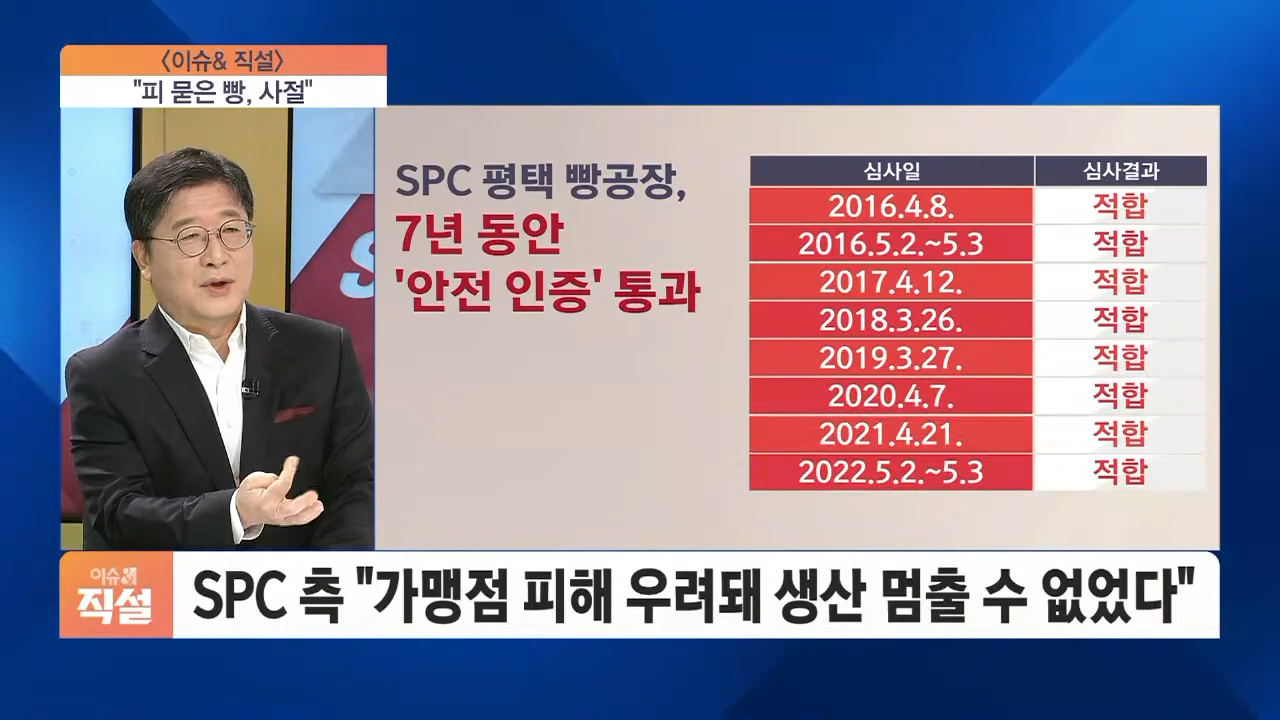 〈이슈& 직설〉
"피 묻은 빵, 사절"
SPC 평택 빵공장,
7년 동안
'안전 인증' 통과
심사일 심사결과
2016.4.8. 적합
2016.5.2.~5.3 적합
2017.4.12. 적합
2018.3.26. 적합
2019.3.27. 적합
2020.4.7. 적합
2021.4.21. 적합
2022.5.2.~5.3 적합
이슈&
직설
SPC 측 "가맹점 피해 우려돼 생산 멈출 수 없었다"